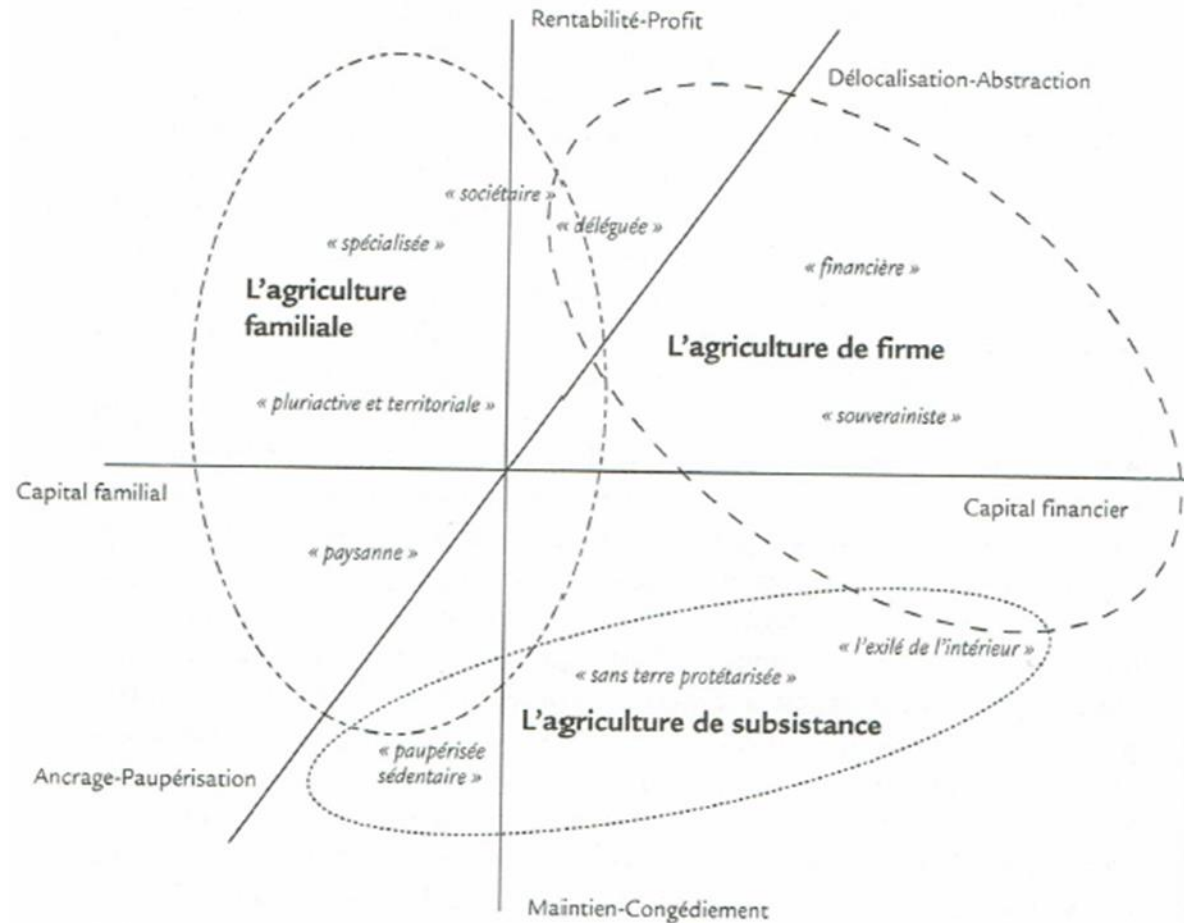 Rentabilité-Profit
Délocalisation-Abstraction
« sociétaire »
« déléguée »
« spécialisée »
« financière »
L'agriculture
familiale
L'agriculture de firme
« pluriactive et territoriale »
« souverainiste »
Capital familial
Capital financier
« paysanne »
« l'exilé de l'intérieur »
« sans terre protétarisée »
L'agriculture de subsistance
« paupérisée
sédentaire »
Ancrage-Paupérisation
Maintien-Congédiement